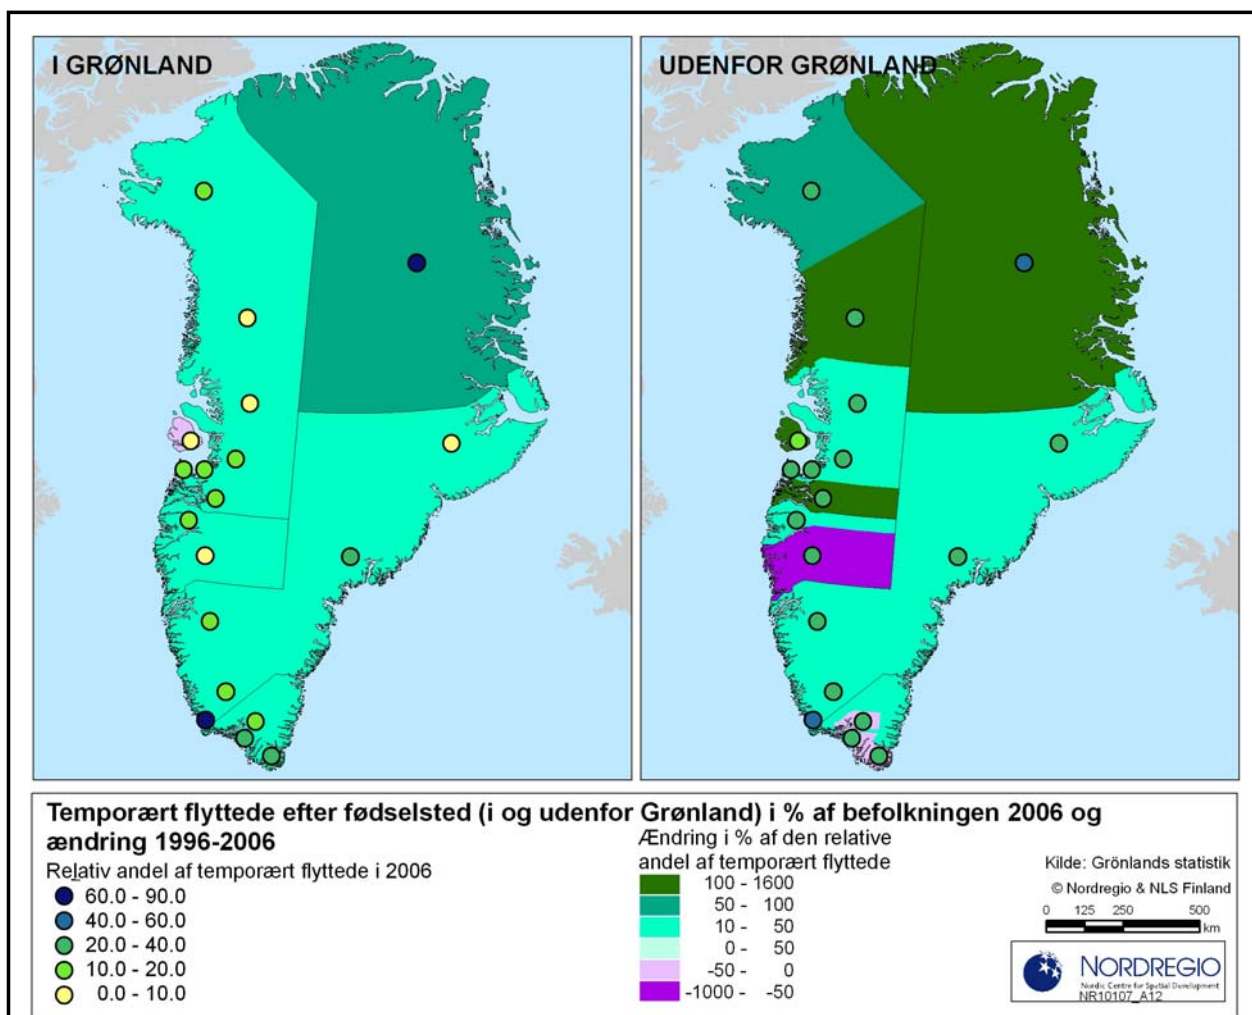 I GRØNLAND
UDENFOR GRØNLAND
Temporært flyttede efter fødselsted (i og udenfor Grønland) i % af befolkningen 2006 og
ændring 1996-2006
Relativ andel af temporært flyttede i 2006
60.0 - 90.0
40.0 - 60.0
20.0 - 40.0
10.0 - 20.0
0.0 - 10.0
Ændring i % af den relative
andel af temporært flyttede
100 - 1600
50 - 100
10 - 50
0 - 50
-50 - 0
-1000 - -50
Kilde: Grönlands statistik
© Nordregio & NLS Finland
0 125 250 500
km
NORDREGIO
Nordic Centre for Spatial Development
NR10107_A12